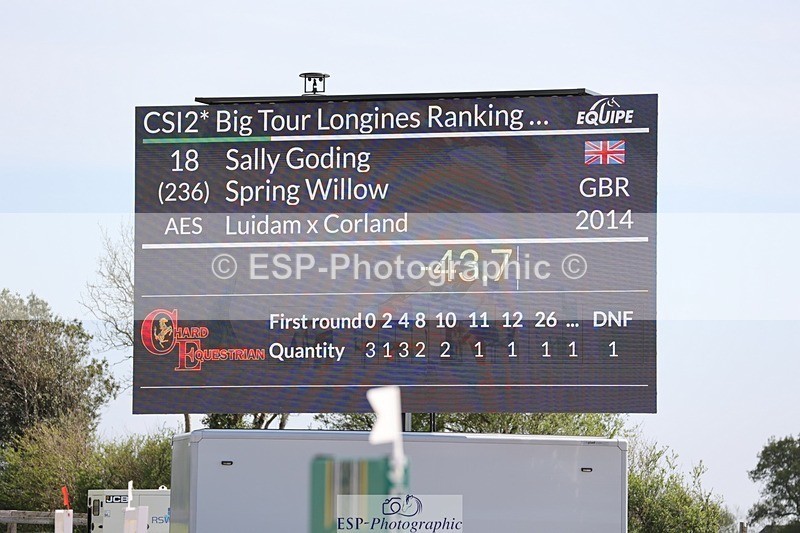 CSI2* Big Tour Longines Ranking ... EQUIPE
18 Sally Goding
(236) Spring Willow GBR
AES Luidam x Corland 2014
-43.7
© ESP-Photographic ©
CHARD EQUESTRIAN
First round 0 2 4 8 10 11 12 26 ... DNF
Quantity 3 1 3 2 2 1 1 1 1 1
JCB
RSW
ESP-Photographic